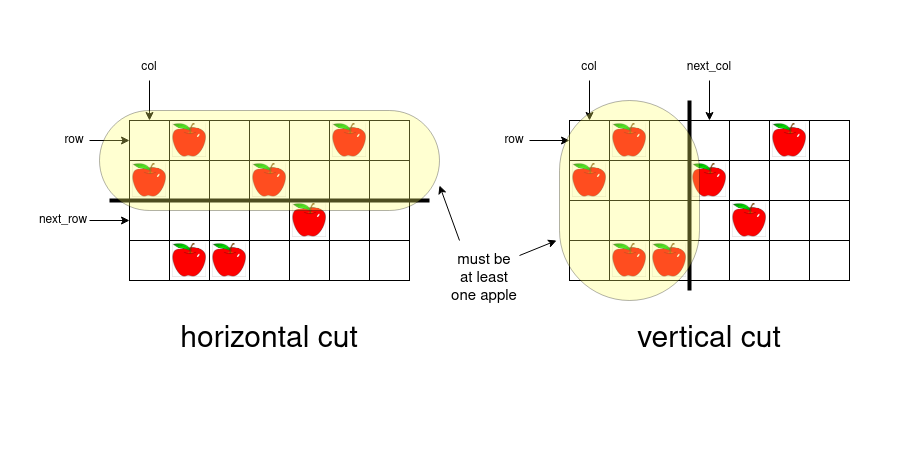 col
col
next_col
row
row
next_row
must be
at least
one apple
horizontal cut
vertical cut